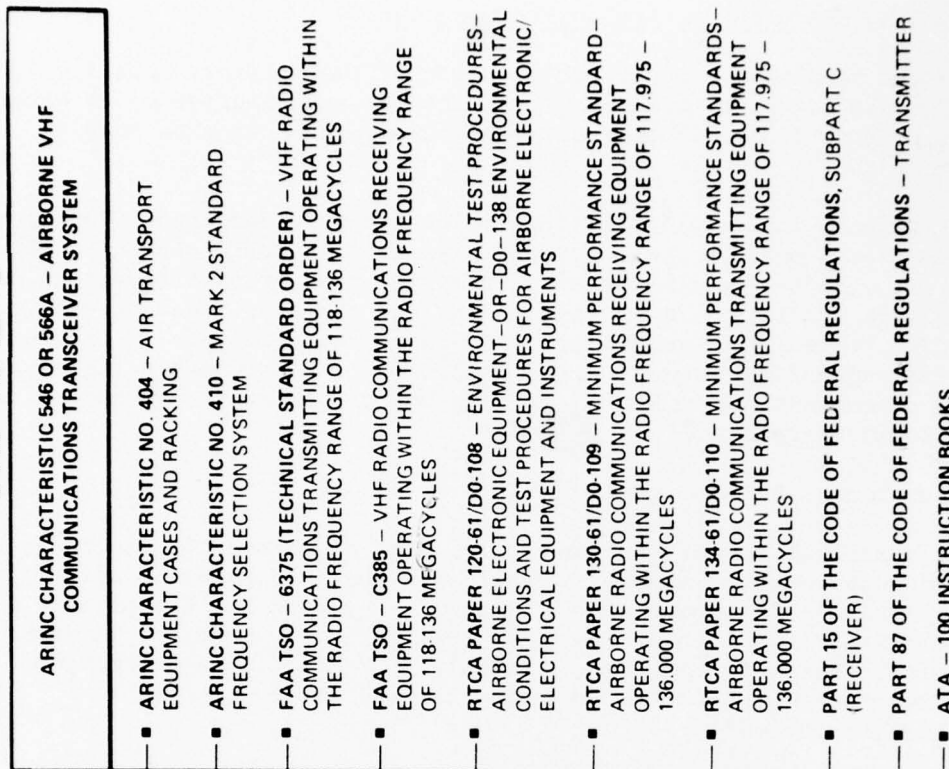 ARINC CHARACTERISTIC 546 OR 566A – AIRBORNE VHF
COMMUNICATIONS TRANSCEIVER SYSTEM
ARINC CHARACTERISTIC NO. 404 – AIR TRANSPORT
EQUIPMENT CASES AND RACKING
ARINC CHARACTERISTIC NO. 410 – MARK 2 STANDARD
FREQUENCY SELECTION SYSTEM
FAA TSO – 6375 (TECHNICAL STANDARD ORDER) – VHF RADIO
COMMUNICATIONS TRANSMITTING EQUIPMENT OPERATING WITHIN
THE RADIO FREQUENCY RANGE OF 118-136 MEGACYCLES
FAA TSO – C385 – VHF RADIO COMMUNICATIONS RECEIVING
EQUIPMENT OPERATING WITHIN THE RADIO FREQUENCY RANGE
OF 118-136 MEGACYCLES
RTCA PAPER 120-61/D0-108 – ENVIRONMENTAL TEST PROCEDURES–
AIRBORNE ELECTRONIC EQUIPMENT–OR–D0–138 ENVIRONMENTAL
CONDITIONS AND TEST PROCEDURES FOR AIRBORNE ELECTRONIC/
ELECTRICAL EQUIPMENT AND INSTRUMENTS
RTCA PAPER 130-61/D0-109 – MINIMUM PERFORMANCE STANDARD–
AIRBORNE RADIO COMMUNICATIONS RECEIVING EQUIPMENT
OPERATING WITHIN THE RADIO FREQUENCY RANGE OF 117.975 –
136.000 MEGACYCLES
RTCA PAPER 134-61/D0-110 – MINIMUM PERFORMANCE STANDARDS–
AIRBORNE RADIO COMMUNICATIONS TRANSMITTING EQUIPMENT
OPERATING WITHIN THE RADIO FREQUENCY RANGE OF 117.975 –
136.000 MEGACYCLES
PART 15 OF THE CODE OF FEDERAL REGULATIONS, SUBPART C
(RECEIVER)
PART 87 OF THE CODE OF FEDERAL REGULATIONS – TRANSMITTER
ATA – 100 INSTRUCTION BOOKS